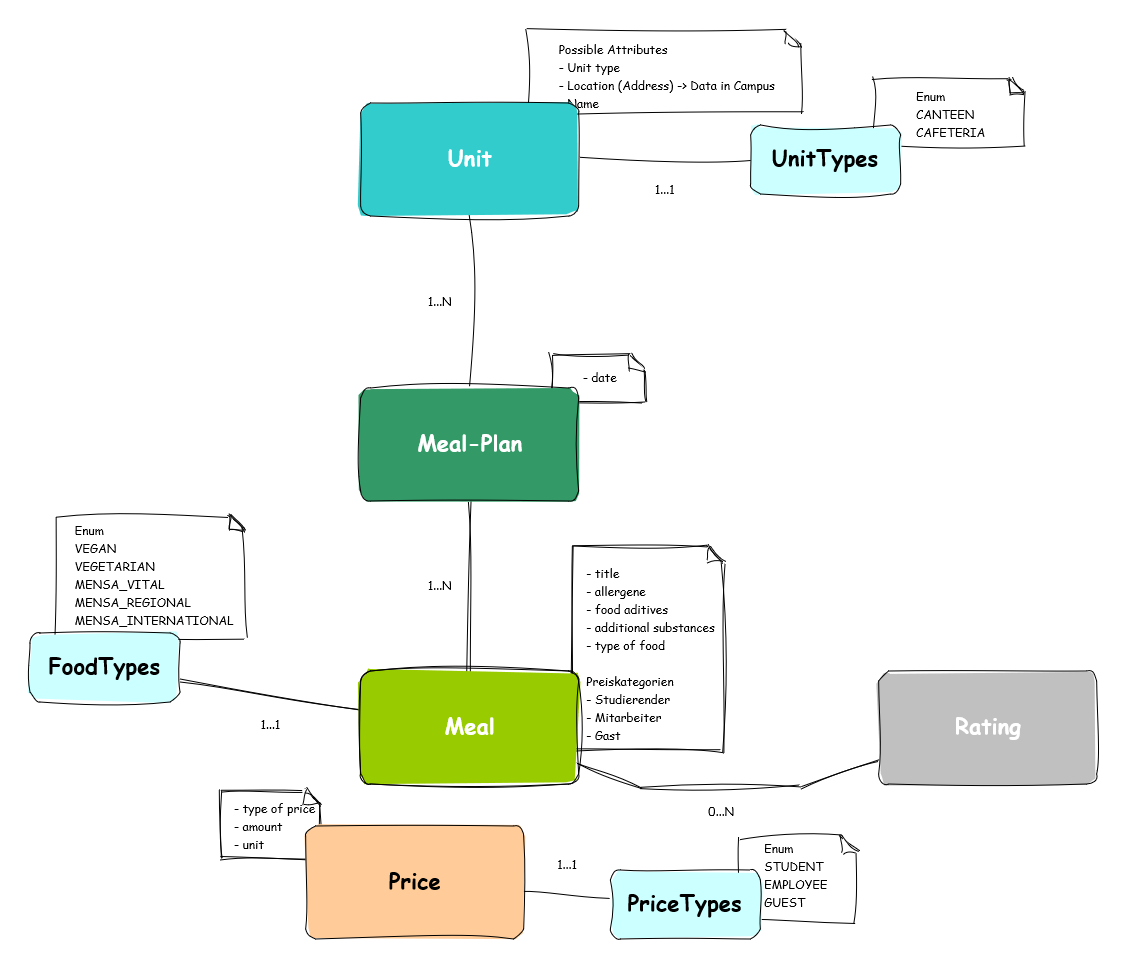 Possible Attributes
- Unit type
- Location (Address) -> Data in Campus
Name
Unit
Enum
CANTEEN
CAFETERIA
UnitTypes
1...1
1...N
- date
Meal-Plan
1...N
Enum
VEGAN
VEGETARIAN
MENSA_VITAL
MENSA_REGIONAL
MENSA_INTERNATIONAL
FoodTypes
1...1
- title
- allergene
- food aditives
- additional substances
- type of food
Preiskategorien
- Studierender
- Mitarbeiter
- Gast
Meal
Rating
0...N
- type of price
- amount
- unit
Price
1...1
Enum
STUDENT
EMPLOYEE
GUEST
PriceTypes